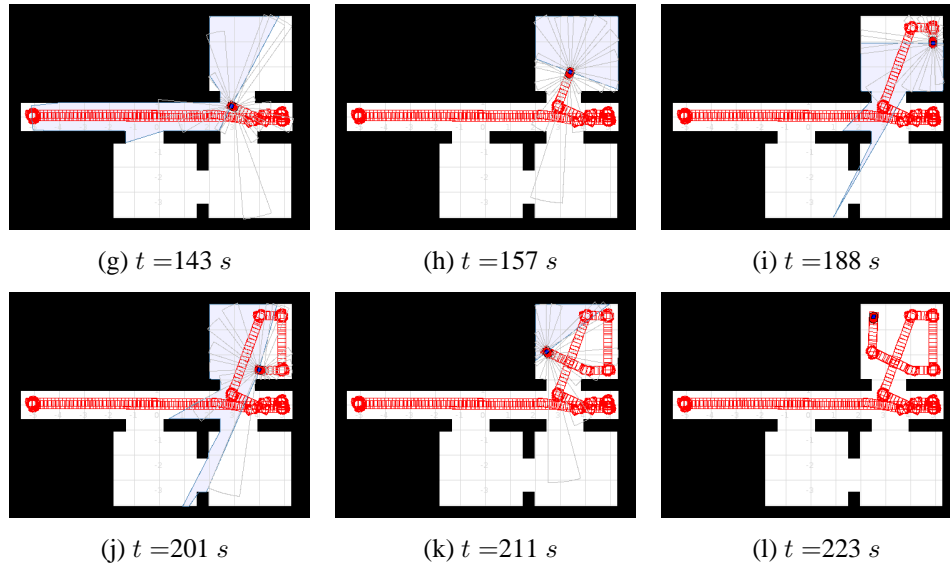 (g) t =143 s
(h) t =157 s
(i) t =188 s
(j) t =201 s
(k) t =211 s
(l) t =223 s